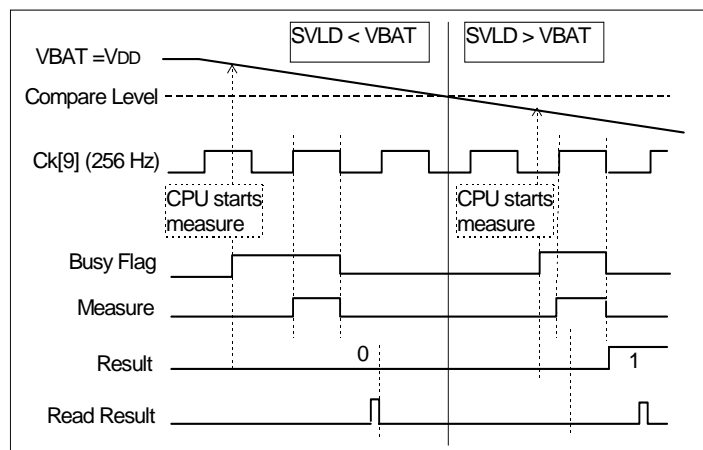 SVLD < VBAT
SVLD > VBAT
VBAT =VDD
Compare Level
Ck[9] (256 Hz)
CPU starts
measure
CPU starts
measure
Busy Flag
Measure
0
Result
1
Read Result